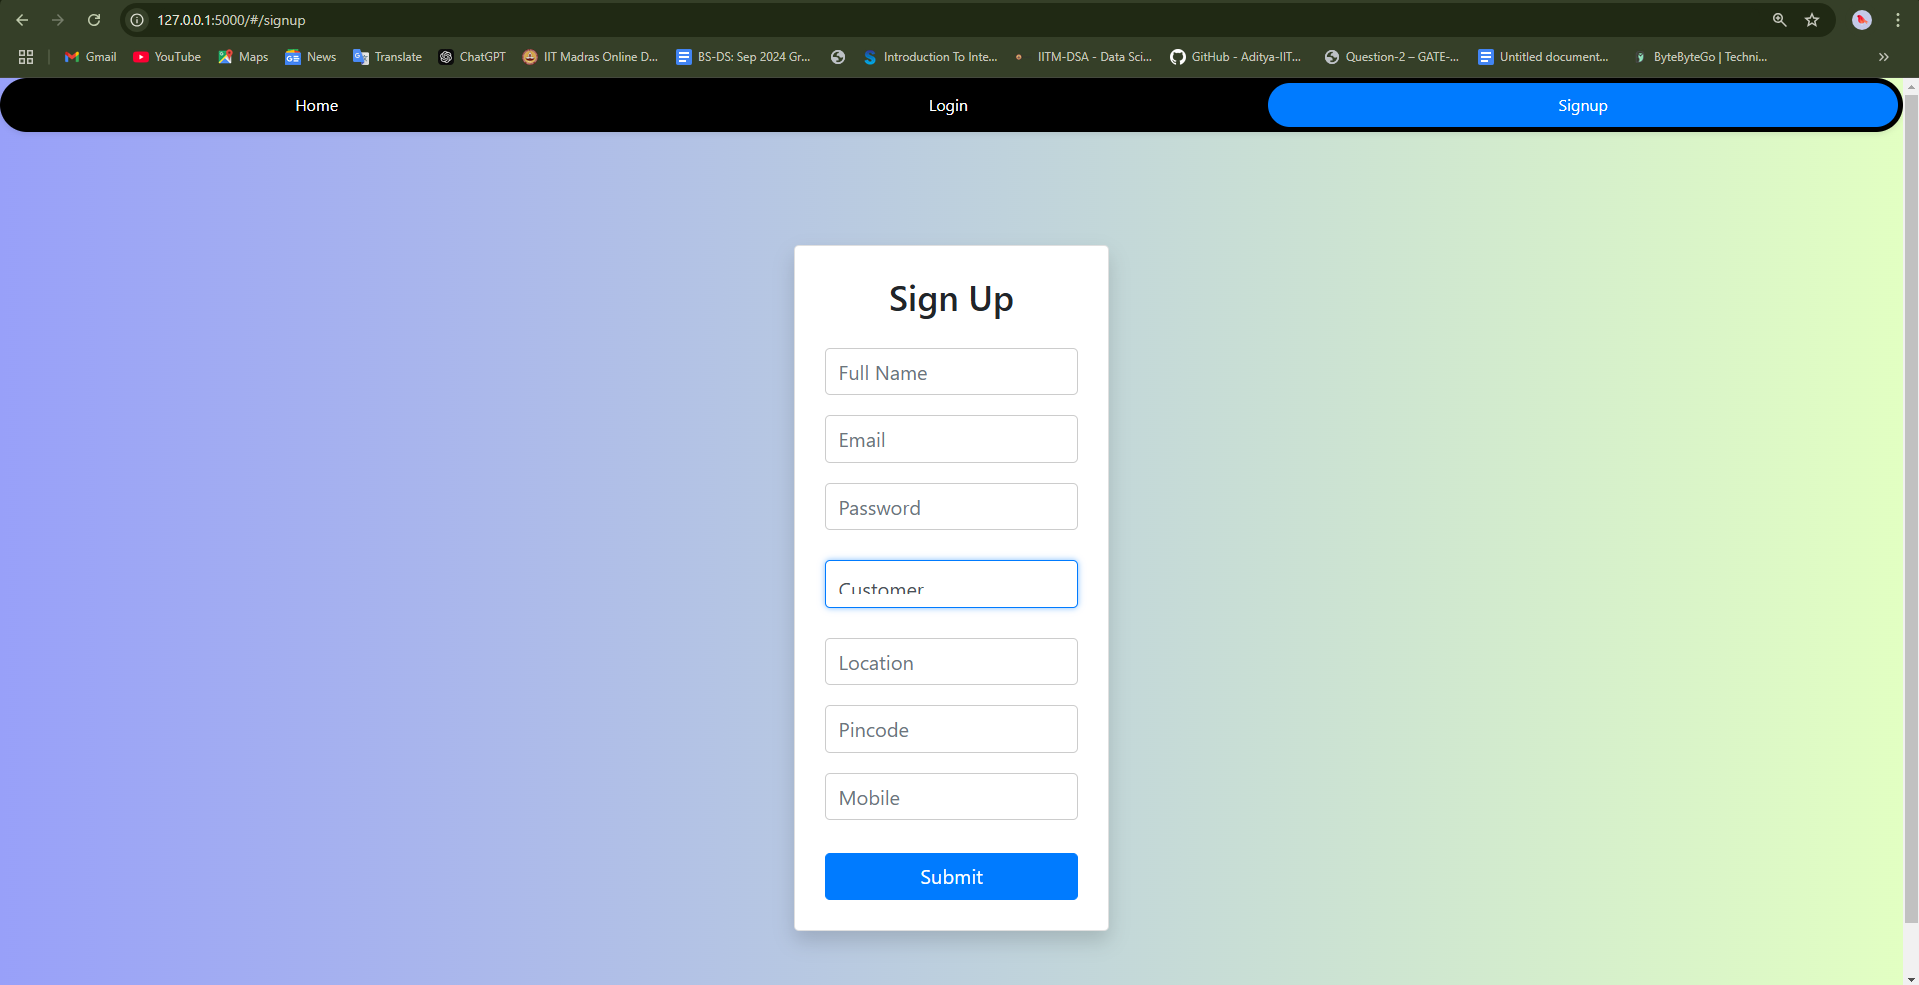 127.0.0.1:5000/#/signup
Gmail YouTube Maps News Translate ChatGPT IIT Madras Online D... BS-DS: Sep 2024 Gr... Introduction To Inte... IITM-DSA - Data Sci... GitHub - Aditya-IIT... Question-2 – GATE-... Untitled document... ByteByteGo | Techni...
Home Login Signup
Sign Up
Full Name
Email
Password
Customer
Location
Pincode
Mobile
Submit